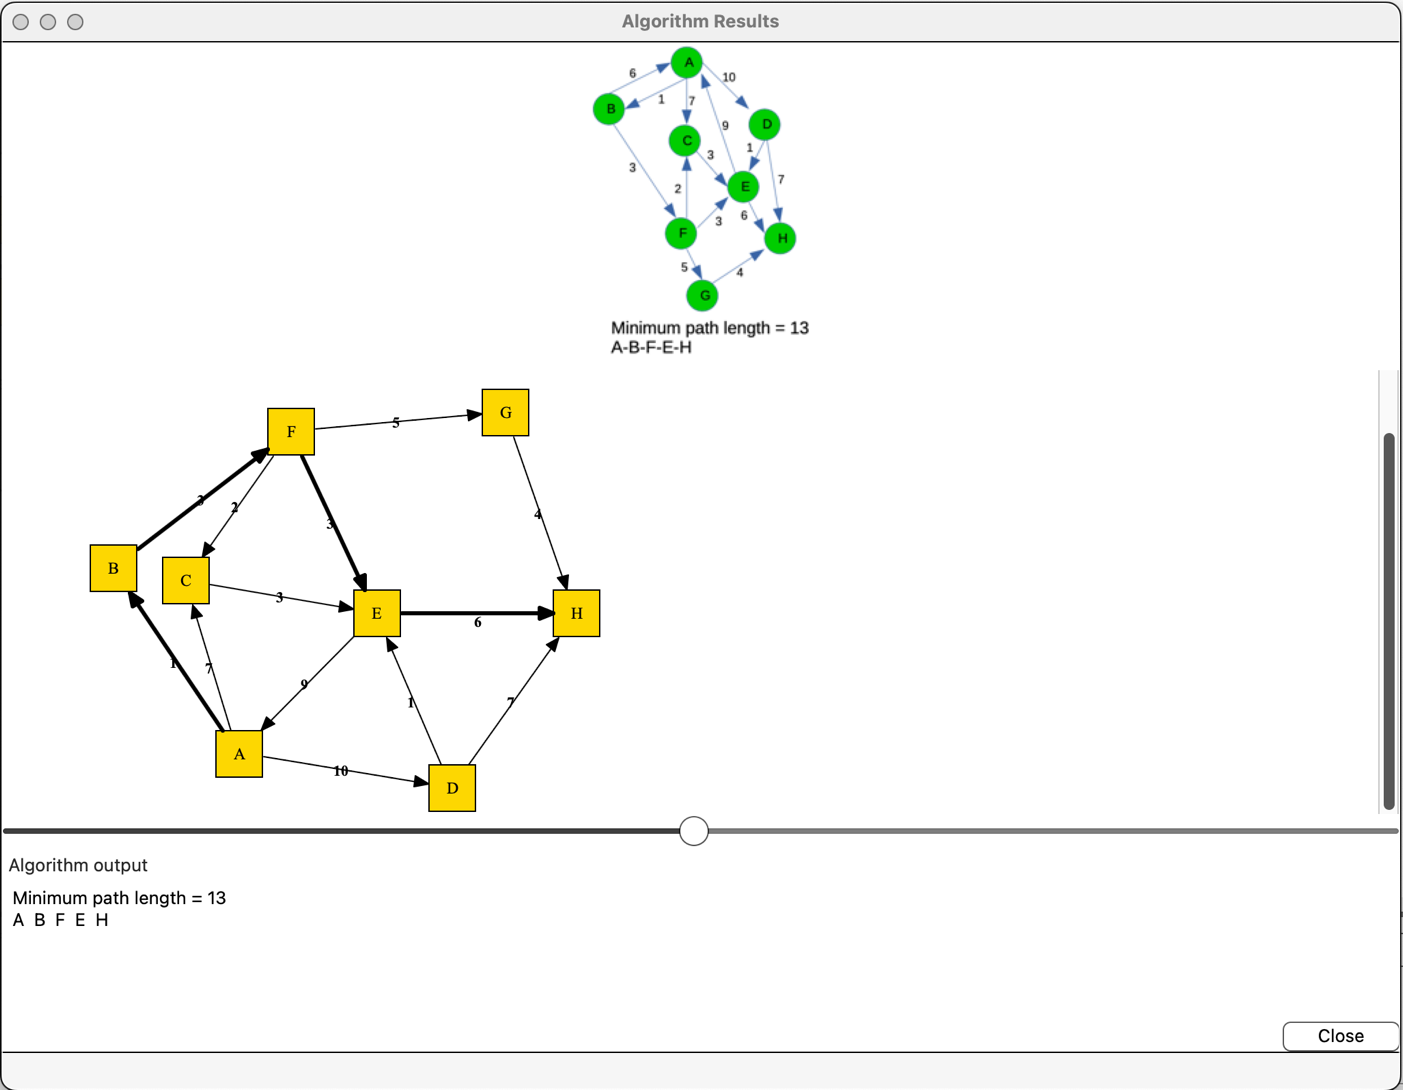 Algorithm Results
A
6
10
1
7
B
D
9
C
3
1
3
7
2
E
6
3
F
H
5
4
G
Minimum path length = 13
A-B-F-E-H
G
F
5
3
2
4
3
B
C
3
E
H
6
1
7
9
1
7
A
10
D
Algorithm output
Minimum path length = 13
A B F E H
Close